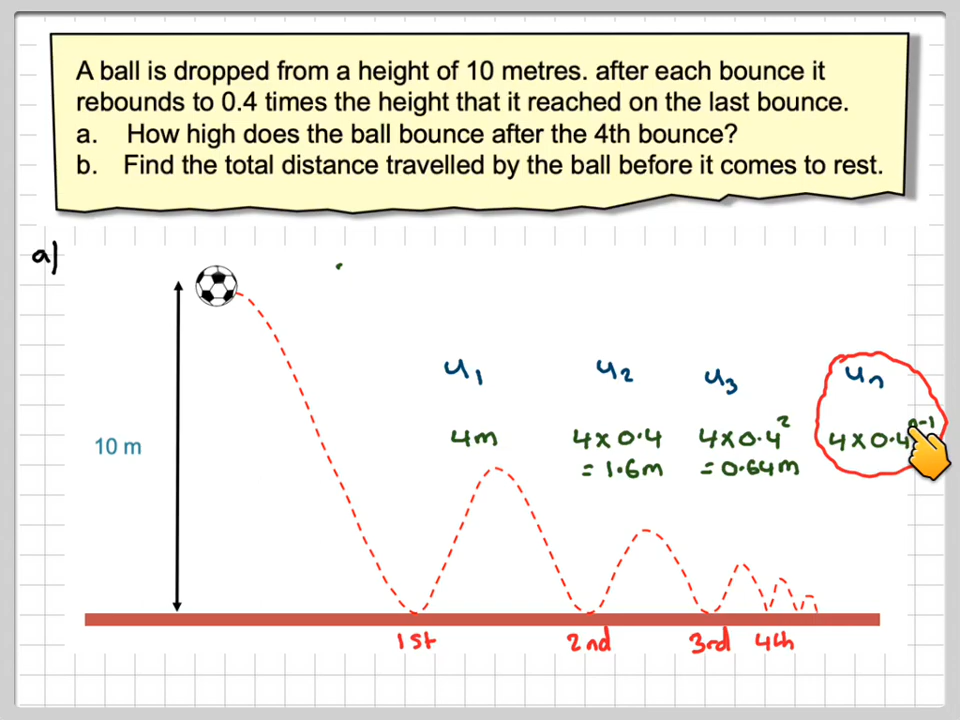 A ball is dropped from a height of 10 metres. after each bounce it
rebounds to 0.4 times the height that it reached on the last bounce.
a. How high does the ball bounce after the 4th bounce?
b. Find the total distance travelled by the ball before it comes to rest.
a)
u₁ u₂ u₃ uₙ
10 m 4m 4×0.4 4×0.4² 4×0.4ⁿ⁻¹
= 1.6m = 0.64m
1st 2nd 3rd 4th